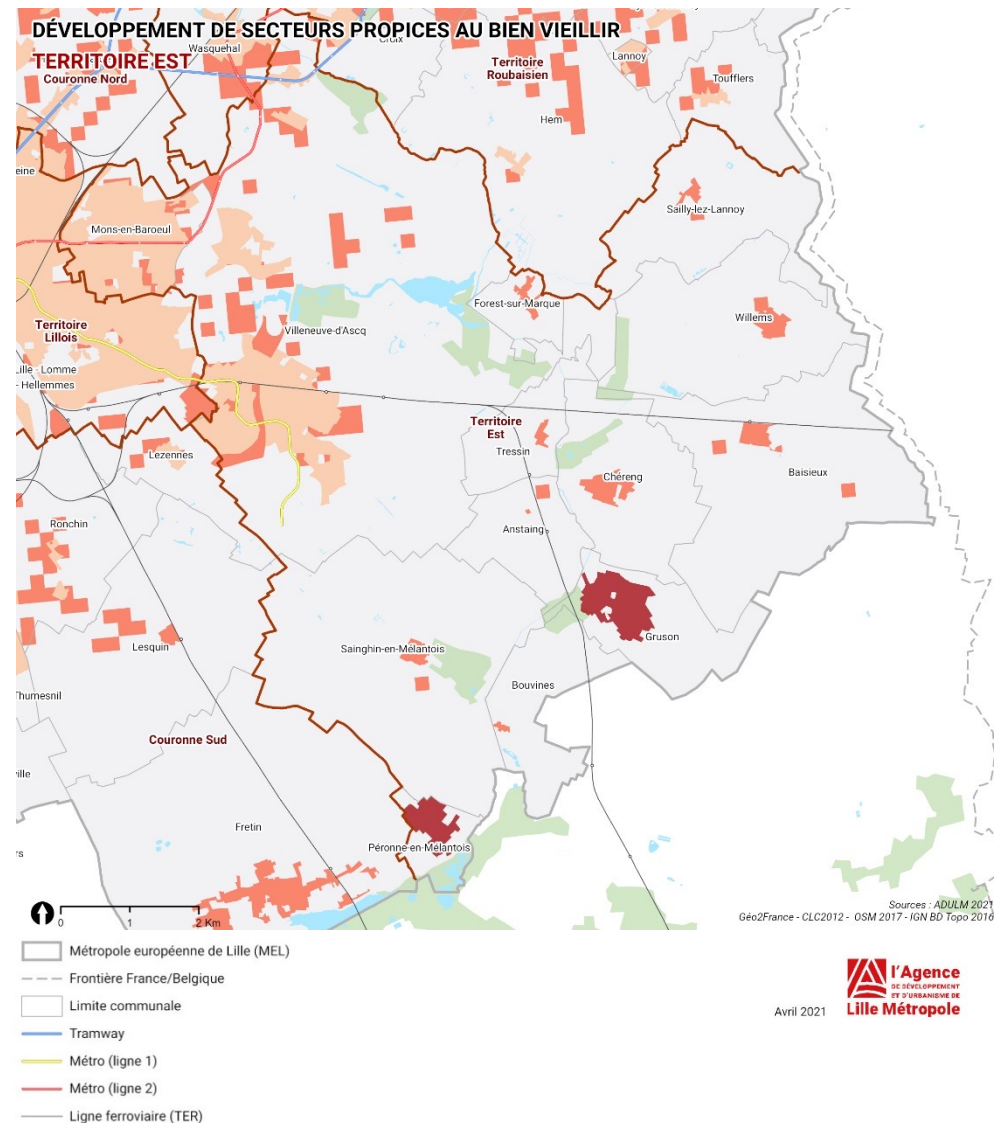 DÉVELOPPEMENT DE SECTEURS PROPICES AU BIEN VIEILLIR
TERRITOIRE EST
Wasquehal
Croix
Couronne Nord
Territoire
Roubaisien
Lannoy
Toufflers
Hem
eine
Sailly-lez-Lannoy
Mons-en-Baroeul
Forest-sur-Marque
Willems
Territoire
Lillois
Villeneuve-d'Ascq
Lille - Lomme
- Hellemmes
Territoire
Est
Tressin
Lezennes
Chéreng
Baisieux
Ronchin
Anstaing
Gruson
Lesquin
Sainghin-en-Mélantois
Bouvines
Thumesnil
Couronne Sud
ville
Fretin
Péronne-en-Mélantois
rs
0 1 2 Km
Sources : ADULM 2021
Géo2France - CLC2012 - OSM 2017 - IGN BD Topo 2016
Métropole européenne de Lille (MEL)
Frontière France/Belgique
Limite communale
Tramway
Métro (ligne 1)
Métro (ligne 2)
Ligne ferroviaire (TER)
Avril 2021
l'Agence
DE DÉVELOPPEMENT
ET D'URBANISME DE
Lille Métropole